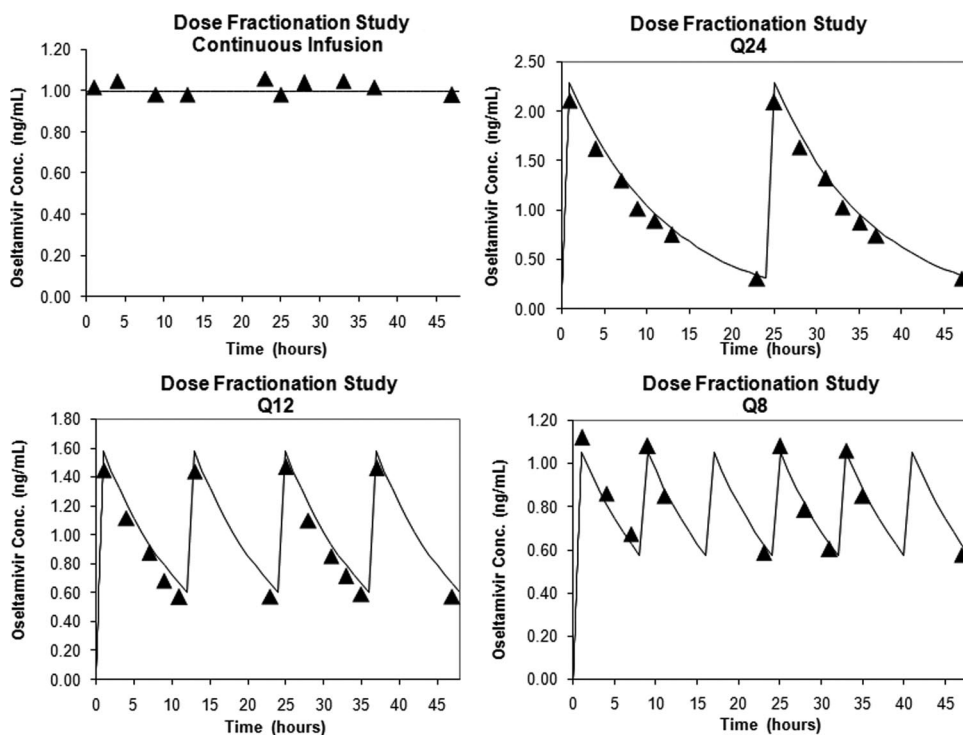 Dose Fractionation Study
Continuous Infusion
Oseltamivir Conc. (ng/mL)
1.20
1.00
0.80
0.60
0.40
0.20
0.00
0 5 10 15 20 25 30 35 40 45
Time (hours)
Dose Fractionation Study
Q24
Oseltamivir Conc. (ng/mL)
2.50
2.00
1.50
1.00
0.50
0.00
0 5 10 15 20 25 30 35 40 45
Time (hours)
Dose Fractionation Study
Q12
Oseltamivir Conc. (ng/mL)
1.80
1.60
1.40
1.20
1.00
0.80
0.60
0.40
0.20
0.00
0 5 10 15 20 25 30 35 40 45
Time (hours)
Dose Fractionation Study
Q8
Oseltamivir Conc. (ng/mL)
1.20
1.00
0.80
0.60
0.40
0.20
0.00
0 5 10 15 20 25 30 35 40 45
Time (hours)